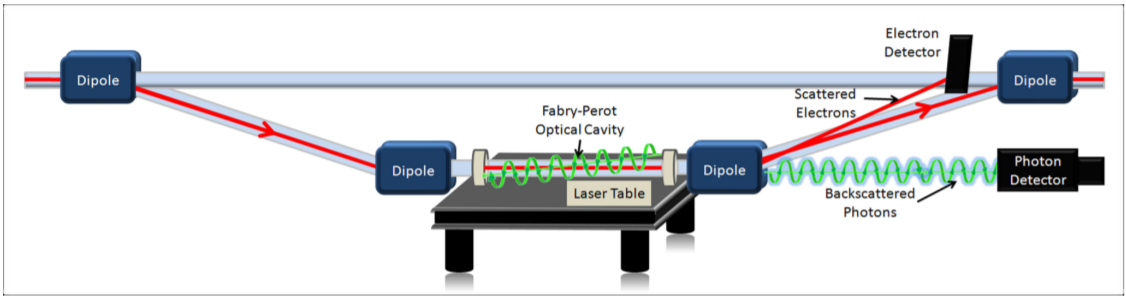 Electron
Detector
Dipole
Dipole
Scattered
Electrons
Fabry-Perot
Optical Cavity
Dipole
Dipole
Photon
Detector
Laser Table
Backscattered
Photons